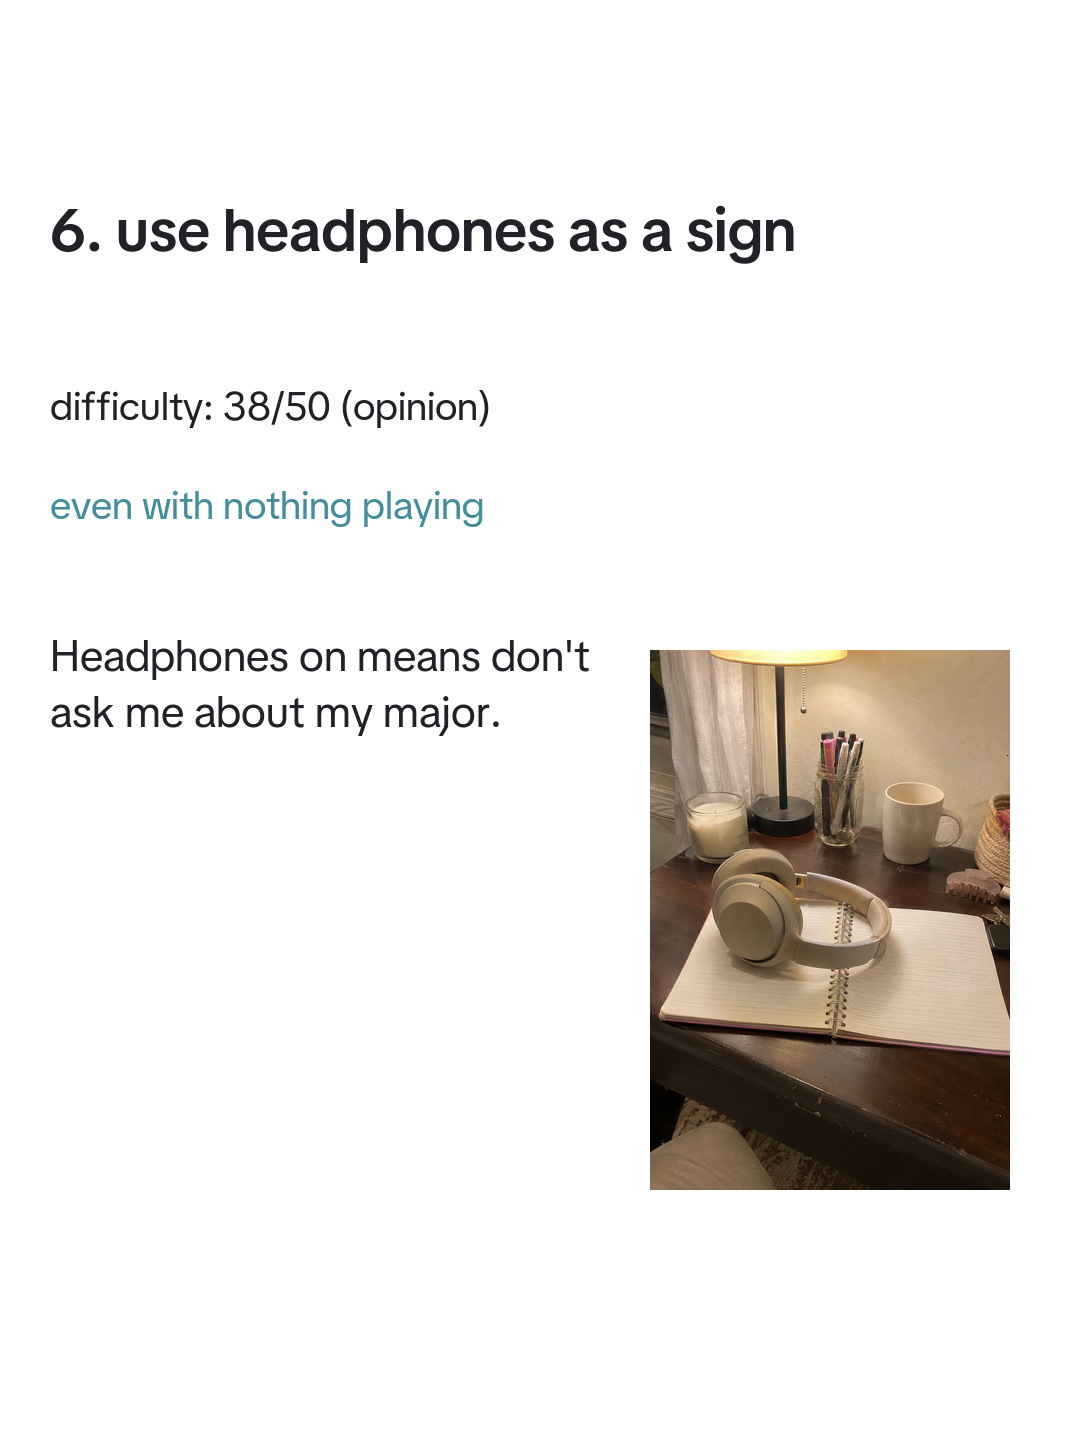 6. use headphones as a sign
difficulty: 38/50 (opinion)
even with nothing playing
Headphones on means don't
ask me about my major.